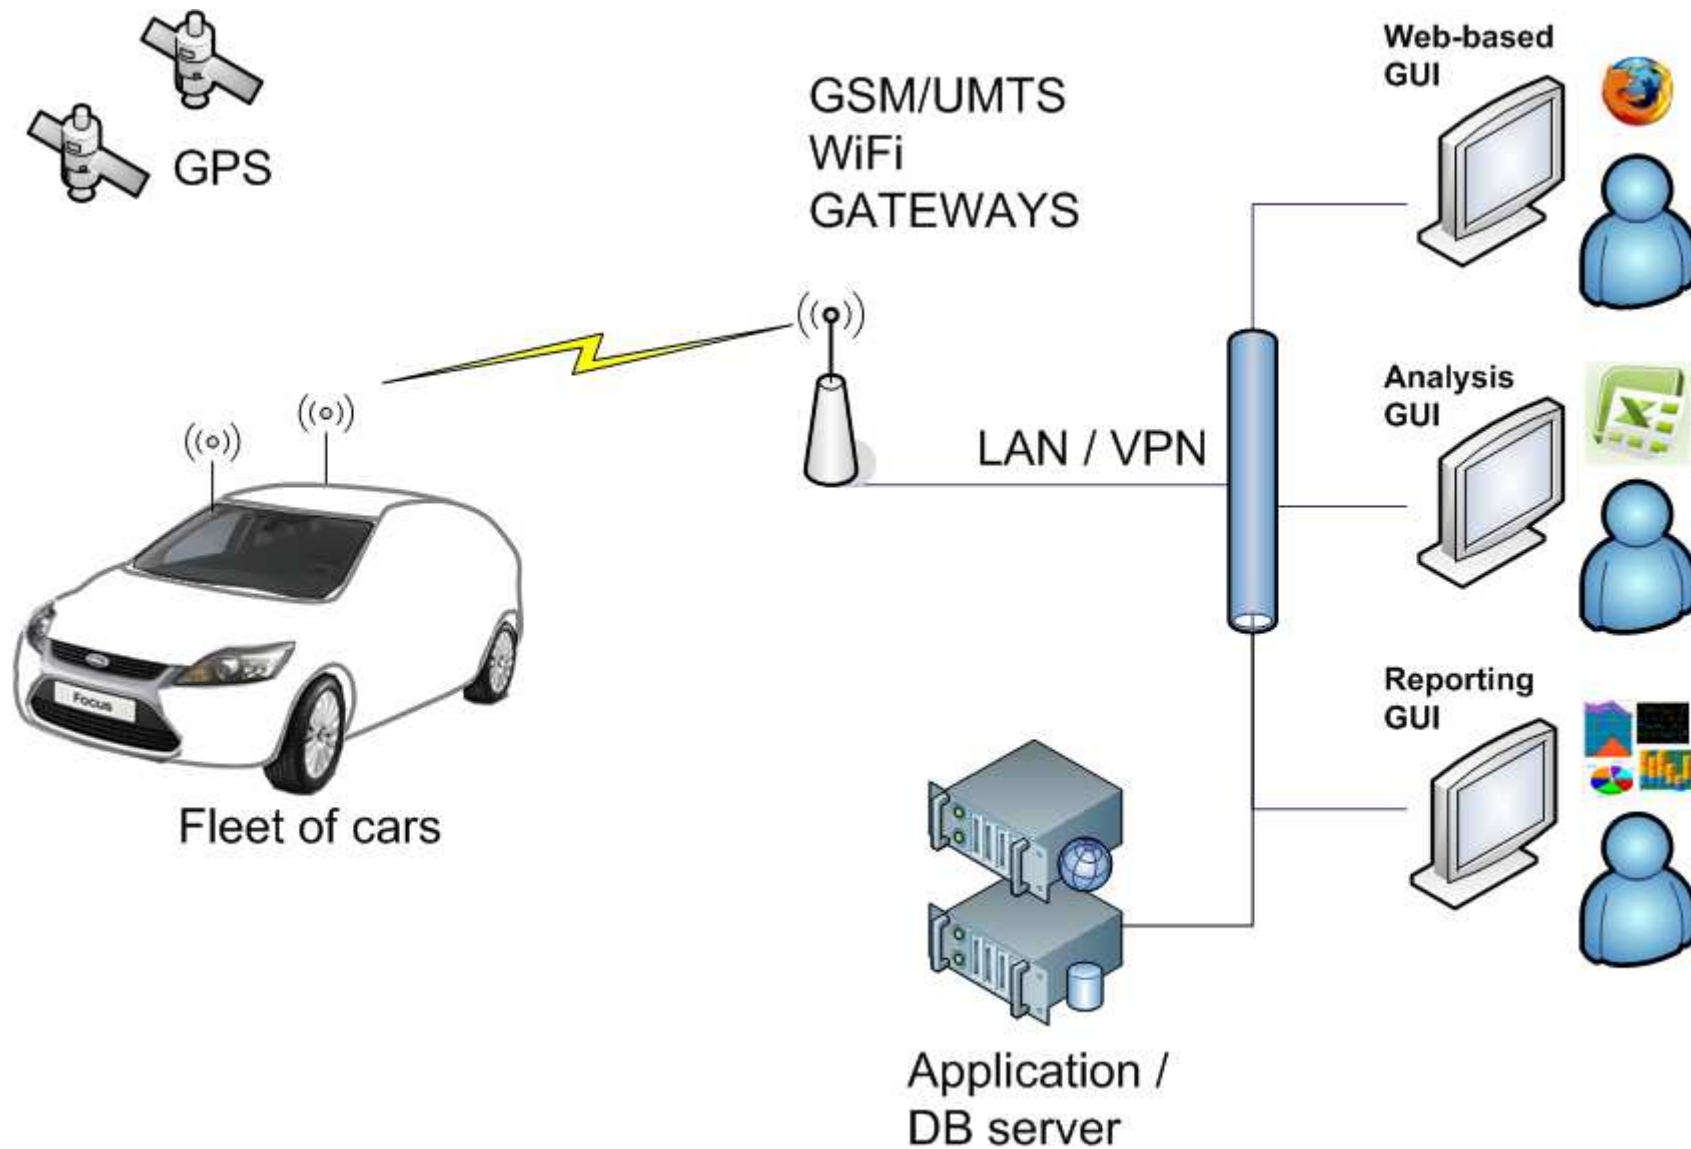 GPS
GSM/UMTS
WiFi
GATEWAYS
Web-based
GUI
LAN / VPN
Analysis
GUI
Focus
Fleet of cars
Reporting
GUI
Application /
DB server